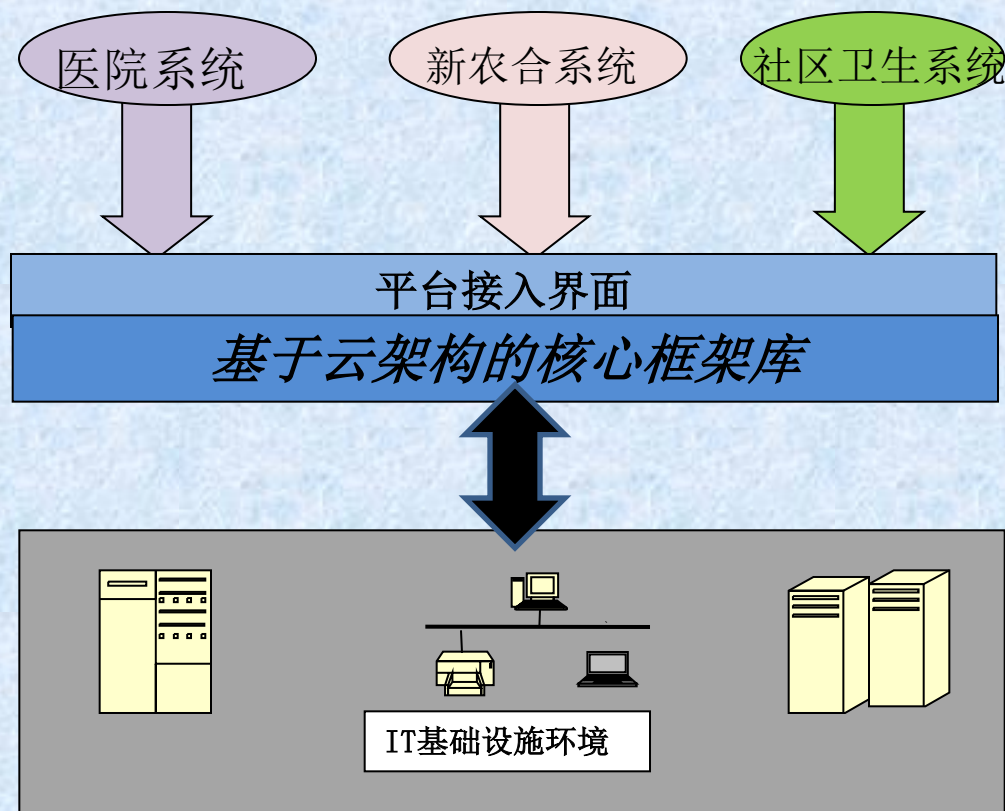 医院系统
新农合系统
社区卫生系统
平台接入界面
基于云架构的核心框架库
IT基础设施环境